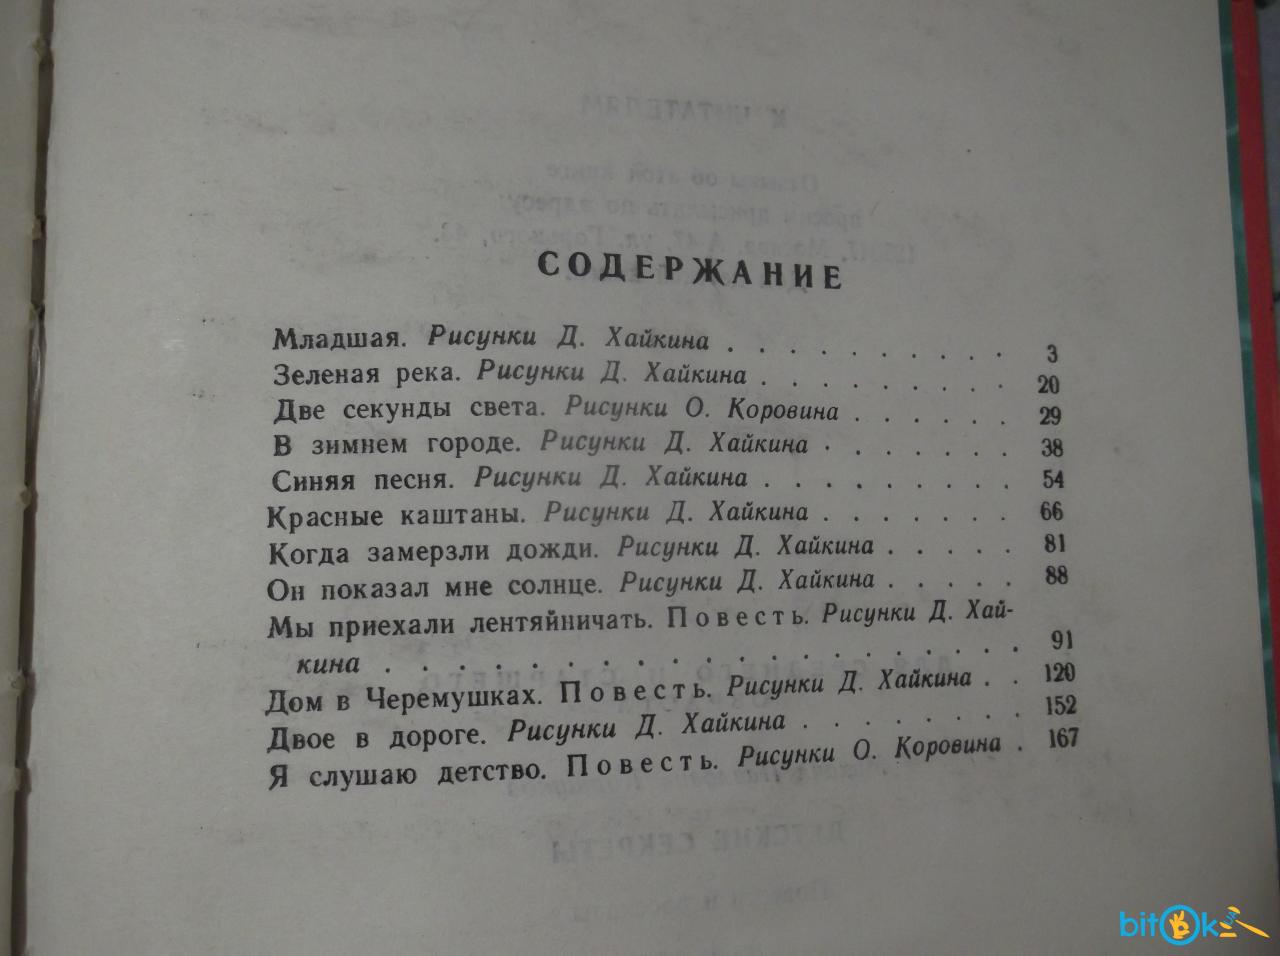 СОДЕРЖАНИЕ
Младшая. Рисунки Д. Хайкина . . . . . . . . . . 3
Зеленая река. Рисунки Д. Хайкина . . . . . . . . . 20
Две секунды света. Рисунки О. Коровина . . . . . . 29
В зимнем городе. Рисунки Д. Хайкина . . . . . . . 38
Синяя песня. Рисунки Д. Хайкина . . . . . . . . . 54
Красные каштаны. Рисунки Д. Хайкина . . . . . . . 66
Когда замерзли дожди. Рисунки Д. Хайкина . . . . . 81
Он показал мне солнце. Рисунки Д. Хайкина . . . . . 88
Мы приехали лентяйничать. Повесть. Рисунки Д. Хай-
кина . . . . . . . . . . . . . . . . . . 91
Дом в Черемушках. Повесть. Рисунки Д. Хайкина . . 120
Двое в дороге. Рисунки Д. Хайкина . . . . . . . . 152
Я слушаю детство. Повесть. Рисунки О. Коровина . 167
ДЕТСКИЕ СЕКРЕТЫ
bitOk